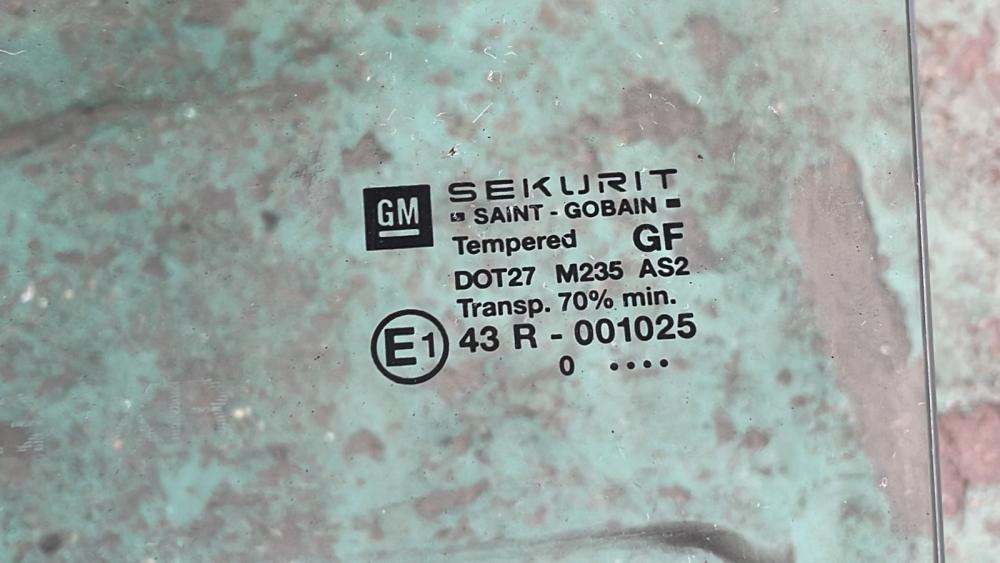 GM
SEKURIT
SAINT - GOBAIN
Tempered GF
DOT27 M235 AS2
Transp. 70% min.
E1 43 R - 001025
0 ••••